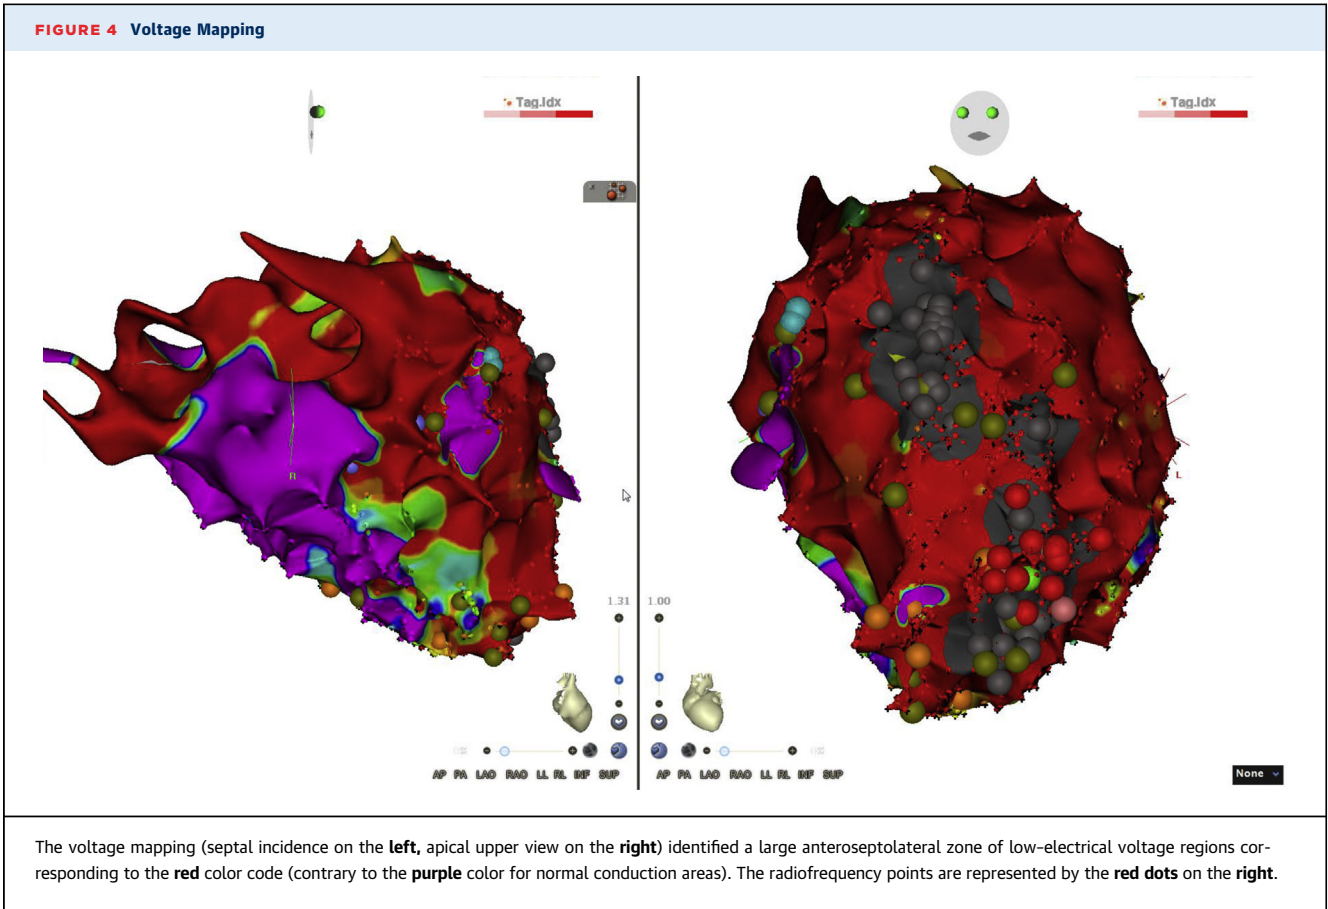 FIGURE 4 Voltage Mapping
Tag.Idx
Tag.Idx
R
L
1.31
1.00
AP PA LAO RAO LL RL INF SUP
AP PA LAO RAO LL RL INF SUP
None
The voltage mapping (septal incidence on the left, apical upper view on the right) identified a large anteroseptolateral zone of low-electrical voltage regions cor-
responding to the red color code (contrary to the purple color for normal conduction areas). The radiofrequency points are represented by the red dots on the right.